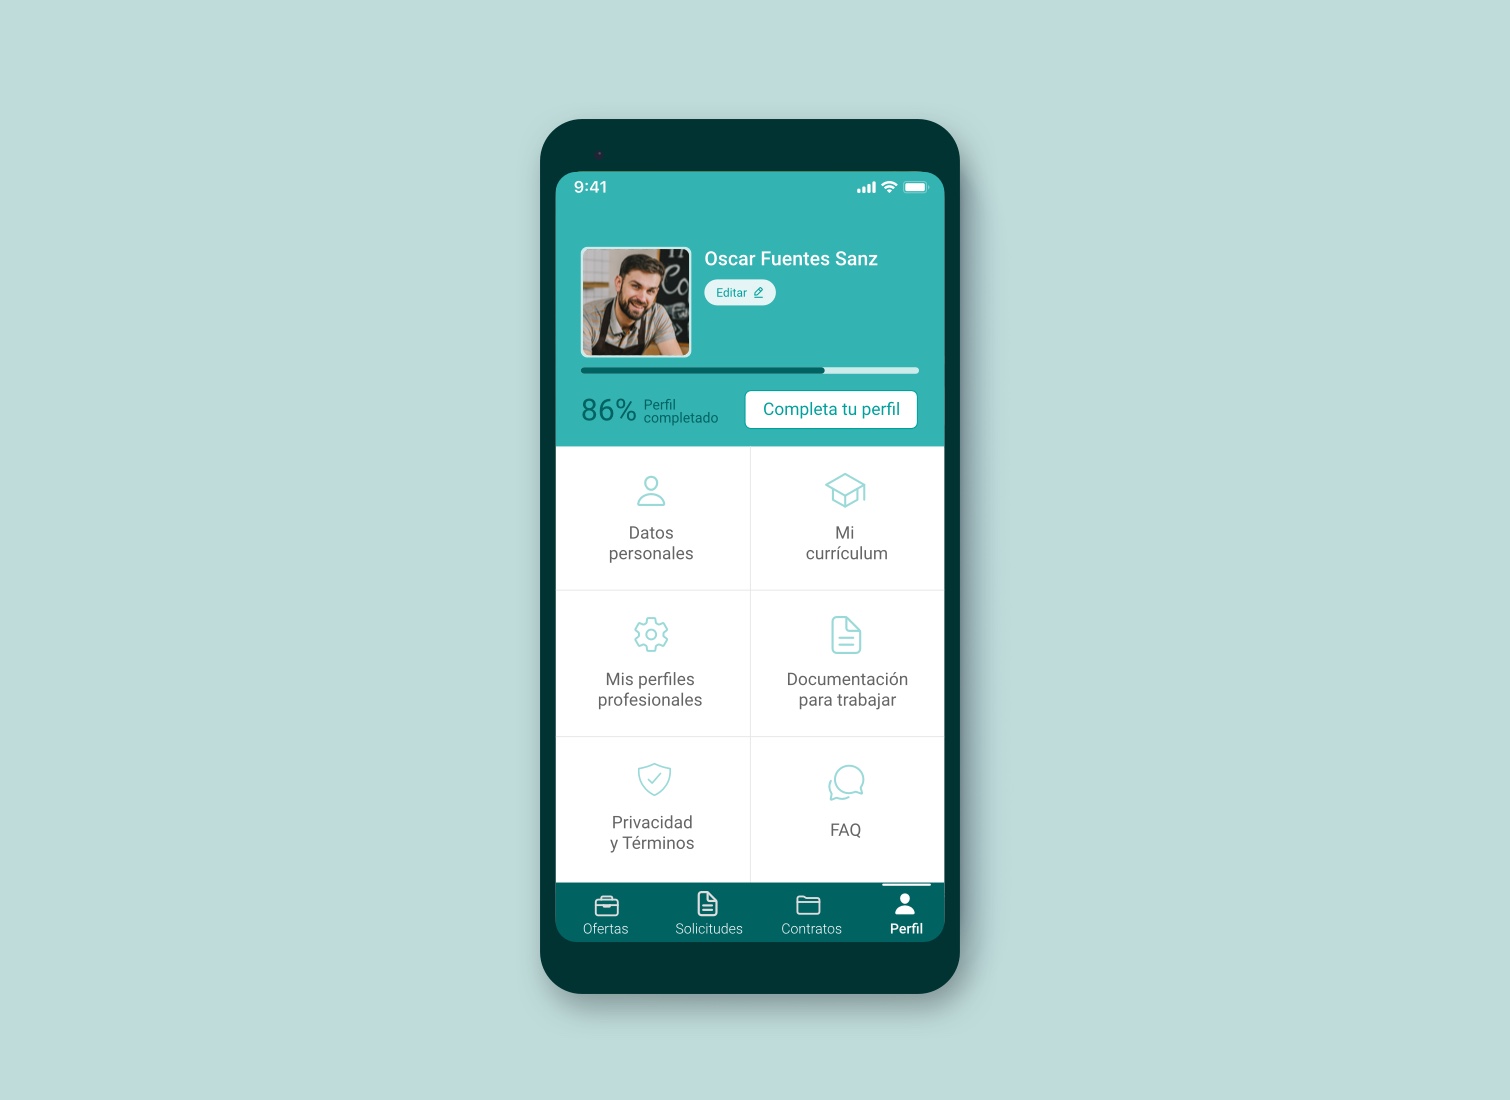 9:41
Oscar Fuentes Sanz
Editar
86%
Perfil
completado
Completa tu perfil
Datos
personales
Mi
currículum
Mis perfiles
profesionales
Documentación
para trabajar
Privacidad
y Términos
FAQ
Ofertas
Solicitudes
Contratos
Perfil